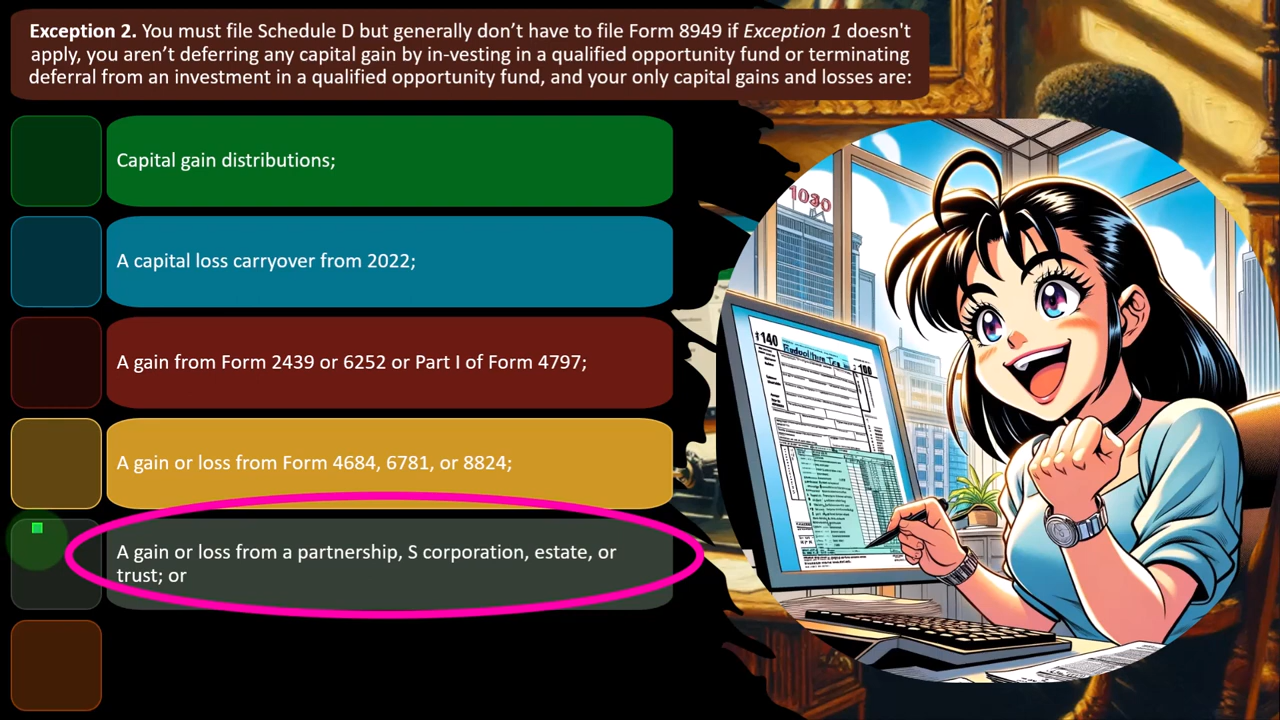 Exception 2. You must file Schedule D but generally don’t have to file Form 8949 if Exception 1 doesn't
apply, you aren’t deferring any capital gain by in-vesting in a qualified opportunity fund or terminating
deferral from an investment in a qualified opportunity fund, and your only capital gains and losses are:
Capital gain distributions;
A capital loss carryover from 2022;
A gain from Form 2439 or 6252 or Part I of Form 4797;
A gain or loss from Form 4684, 6781, or 8824;
A gain or loss from a partnership, S corporation, estate, or
trust; or
1030
140
100